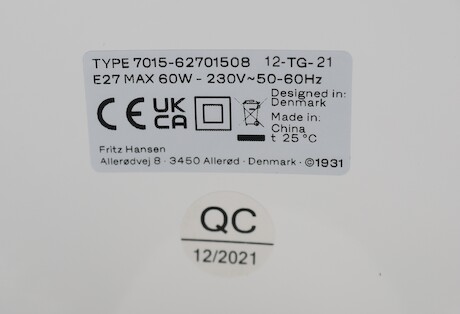 TYPE 7015-62701508 12-TG-21
E27 MAX 60W - 230V~50-60Hz
CE UK CA
Designed in:
Denmark
Made in:
China
t 25°C
Fritz Hansen
Allerødvej 8 · 3450 Allerød · Denmark · ©1931
QC
12/2021